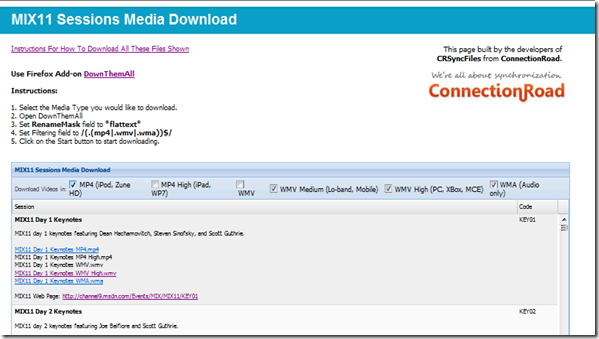 MIX11 Sessions Media Download
Instructions For How To Download All These Files Shown
This page built by the developers of
CRSyncFiles from ConnectionRoad.
We're all about synchronization.
ConnectionRoad
Use Firefox Add-on DownThemAll
Instructions:
1. Select the Media Type you would like to download.
2. Open DownThemAll
3. Set RenameMask field to *flattext*
4. Set Filtering field to /(.(mp4|.wmv|.wma))$/
5. Click on the Start button to start downloading.
MIX11 Sessions Media Download
Download Videos in: MP4 (iPod, Zune HD) MP4 High (iPad, WP7) WMV WMV Medium (Lo-band, Mobile) WMV High (PC, XBox, MCE) WMA (Audio only)
Session Code
MIX11 Day 1 Keynotes KEY01
MIX11 day 1 keynotes featuring Dean Hachamovitch, Steven Sinofsky, and Scott Guthrie.
MIX11 Day 1 Keynotes MP4.mp4
MIX11 Day 1 Keynotes MP4 High.mp4
MIX11 Day 1 Keynotes WMV.wmv
MIX11 Day 1 Keynotes WMV High.wmv
MIX11 Day 1 Keynotes WMA.wma
MIX11 Web Page: http://channel9.msdn.com/Events/MIX/MIX11/KEY01
MIX11 Day 2 Keynotes KEY02
MIX11 day 2 keynotes featuring Joe Belfiore and Scott Guthrie.